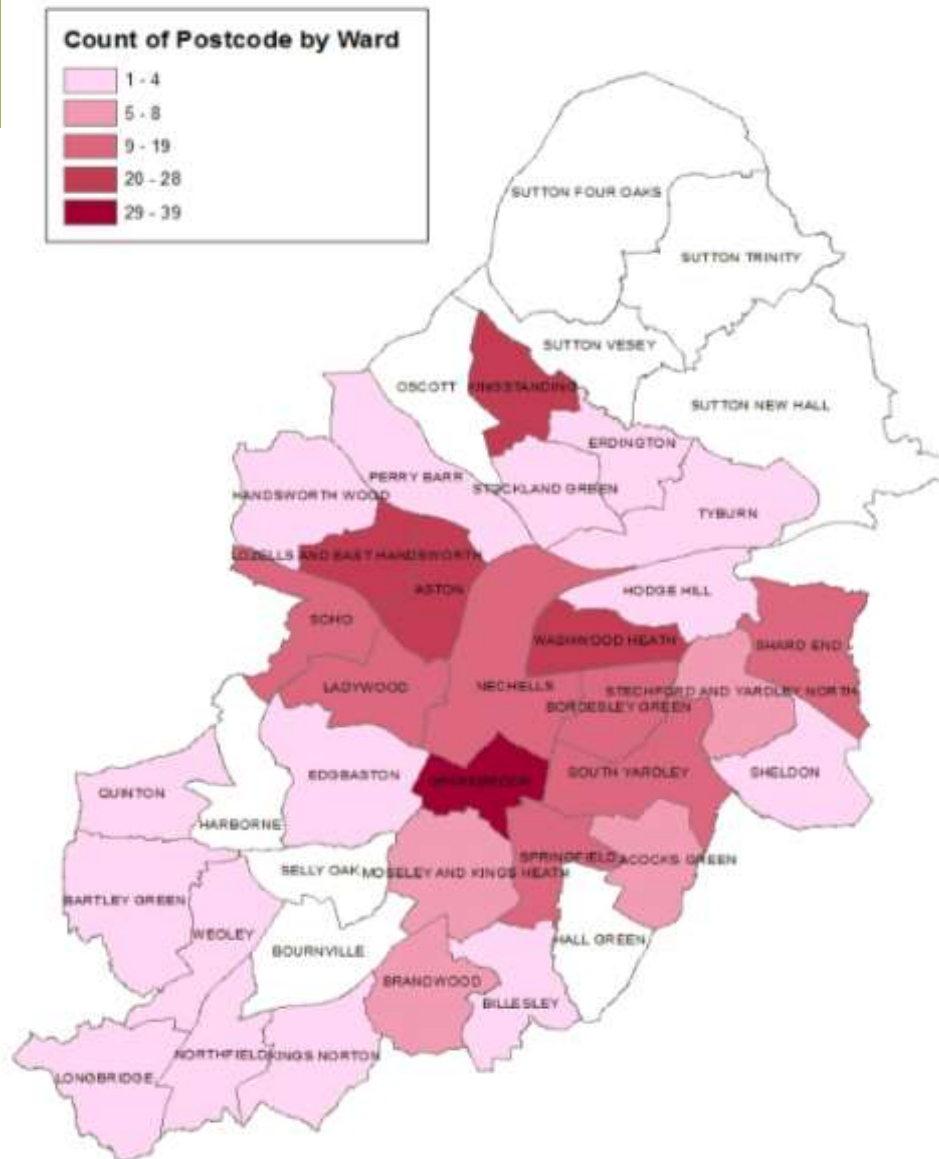 Count of Postcode by Ward
1 - 4
5 - 8
9 - 19
20 - 28
29 - 39
SUTTON FOUR OAKS
SUTTON TRINITY
SUTTON VESEY
OSCOTT
KINGSTANDING
SUTTON NEW HALL
ERDINGTON
PERRY BARR
STOCKLAND GREEN
HANDSWORTH WOOD
TYBURN
LOZELLS AND EAST HANDSWORTH
ASTON
HODGE HILL
SOHO
WASHWOOD HEATH
SHARD END
LADYWOOD
NECHELLS
STECHFORD AND YARDLEY NORTH
BORDESLEY GREEN
EDGBASTON
SOUTH YARDLEY
SHELDON
QUINTON
HARBORNE
SPRINGFIELD
ACOCKS GREEN
SELLY OAK
MOSELEY AND KINGS HEATH
BARTLEY GREEN
WEOLEY
BOURNVILLE
HALL GREEN
BRANDWOOD
BILLESLEY
NORTHFIELD
KINGS NORTON
LONGBRIDGE